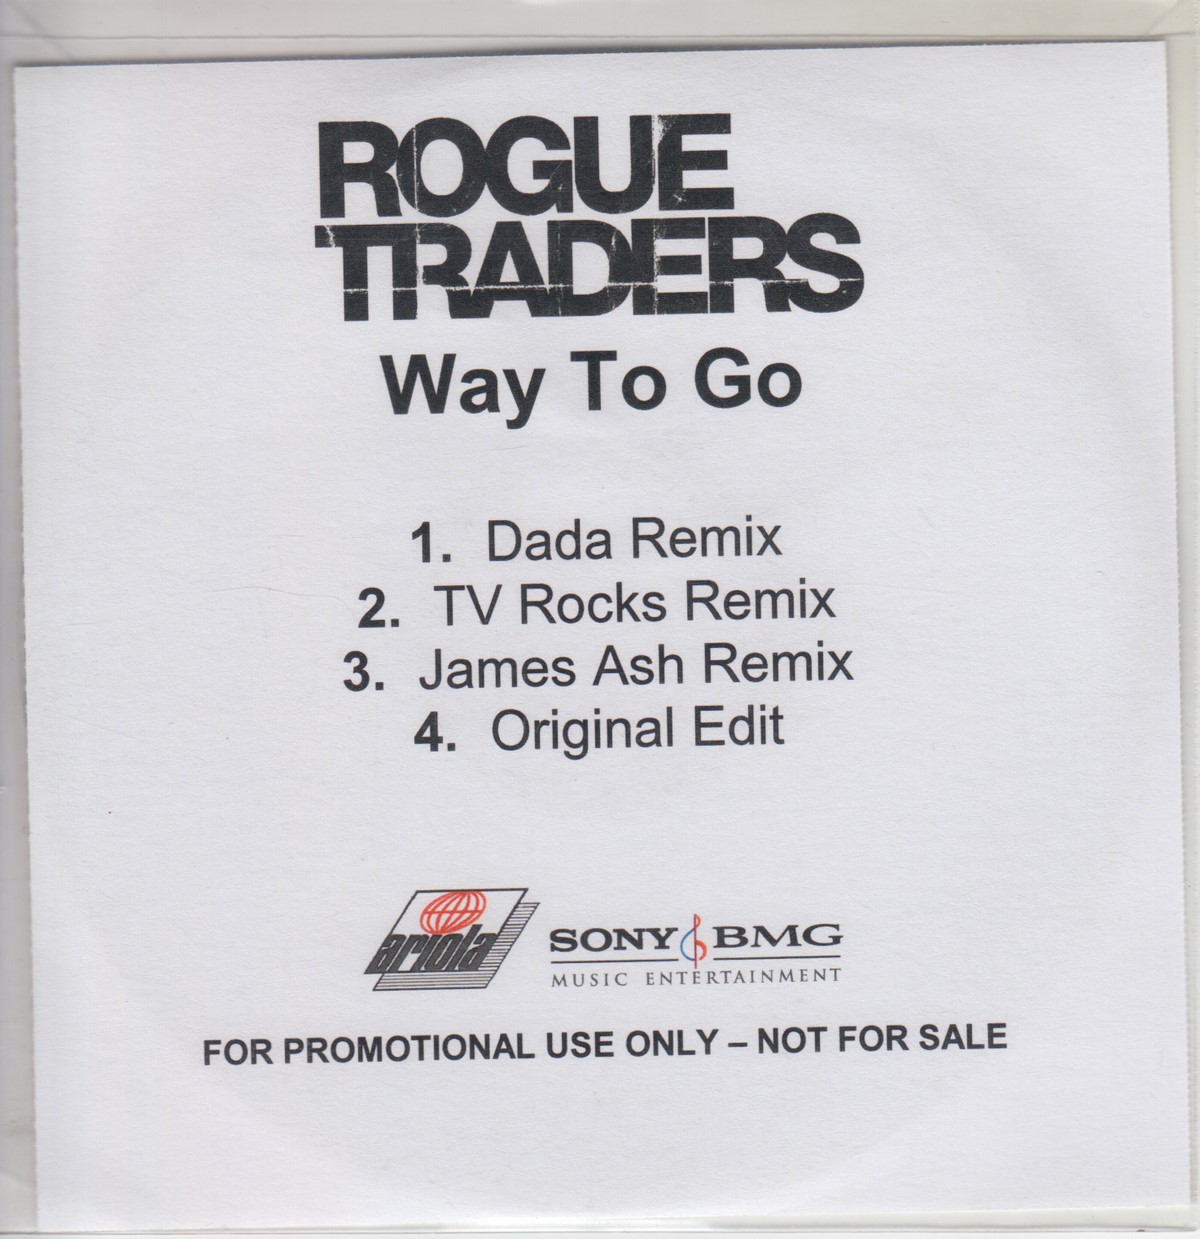 ROGUE
TRADERS
Way To Go
1. Dada Remix
2. TV Rocks Remix
3. James Ash Remix
4. Original Edit
ariola
SONY BMG
MUSIC ENTERTAINMENT
FOR PROMOTIONAL USE ONLY – NOT FOR SALE